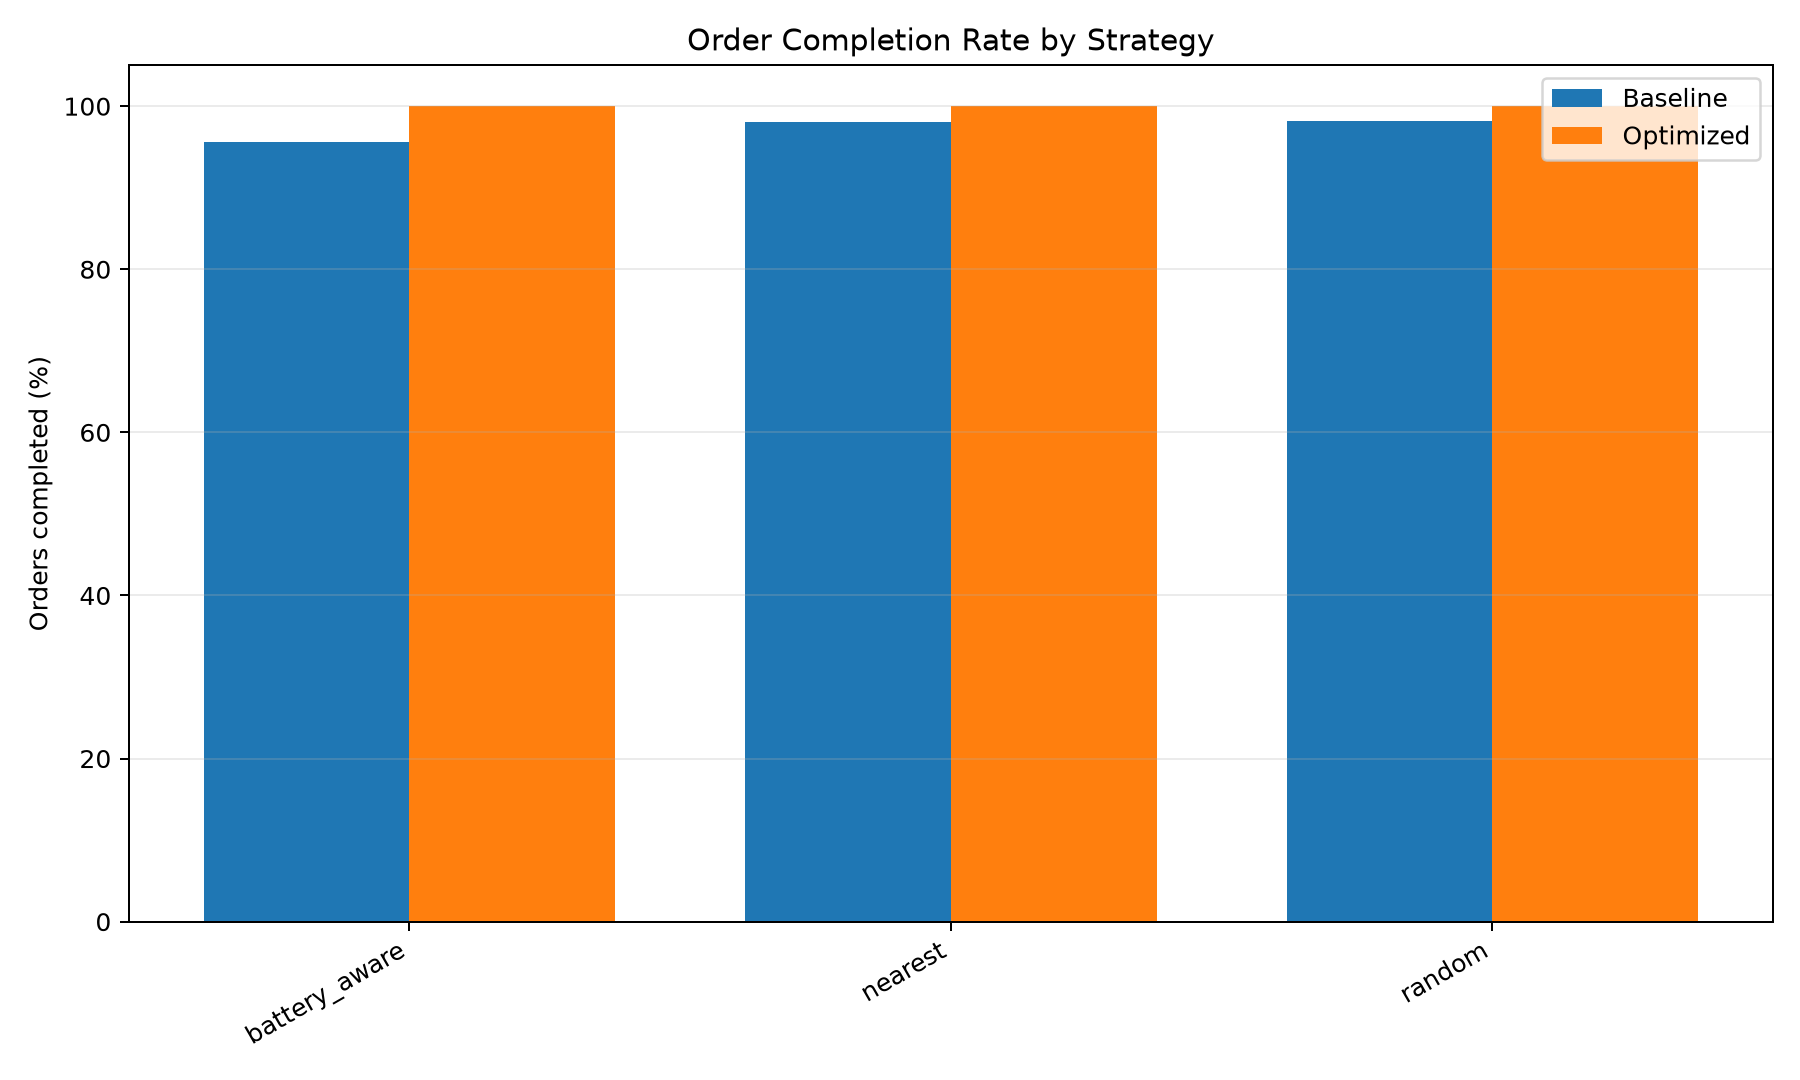 Order Completion Rate by Strategy
Baseline
Optimized
Orders completed (%)
100
80
60
40
20
0
battery_aware
nearest
random